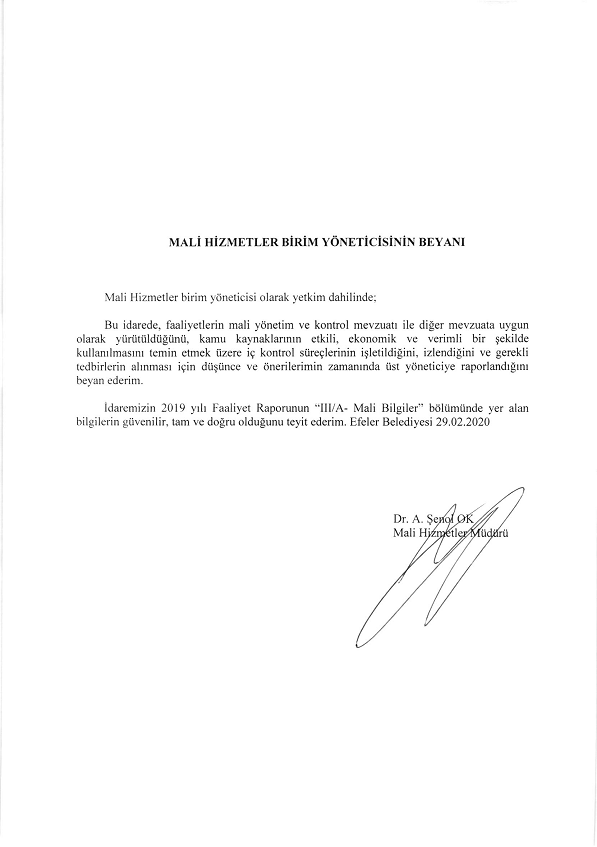 MALİ HİZMETLER BİRİM YÖNETİCİSİNİN BEYANI
Mali Hizmetler birim yöneticisi olarak yetkim dahilinde;
Bu idarede, faaliyetlerin mali yönetim ve kontrol mevzuatı ile diğer mevzuata uygun
olarak yürütüldüğünü, kamu kaynaklarının etkili, ekonomik ve verimli bir şekilde
kullanılmasını temin etmek üzere iç kontrol süreçlerinin işletildiğini, izlendiğini ve gerekli
tedbirlerin alınması için düşünce ve önerilerimin zamanında üst yöneticiye raporlandığını
beyan ederim.
İdaremizin 2019 yılı Faaliyet Raporunun “III/A- Mali Bilgiler” bölümünde yer alan
bilgilerin güvenilir, tam ve doğru olduğunu teyit ederim. Efeler Belediyesi 29.02.2020
Dr. A. Şenol OK
Mali Hizmetler Müdürü